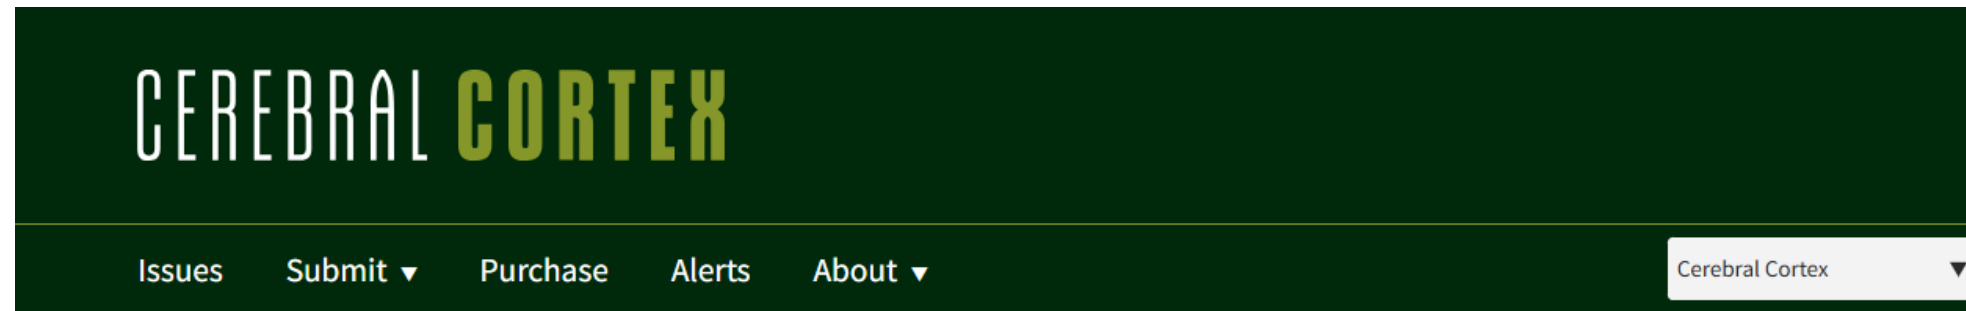 CEREBRAL CORTEX
Issues Submit ▼ Purchase Alerts About ▼ Cerebral Cortex ▼